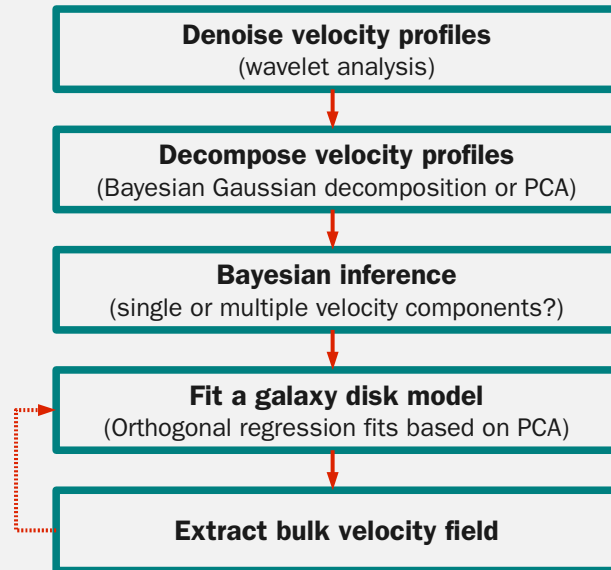 Denoise velocity profiles
(wavelet analysis)
Decompose velocity profiles
(Bayesian Gaussian decomposition or PCA)
Bayesian inference
(single or multiple velocity components?)
Fit a galaxy disk model
(Orthogonal regression fits based on PCA)
Extract bulk velocity field